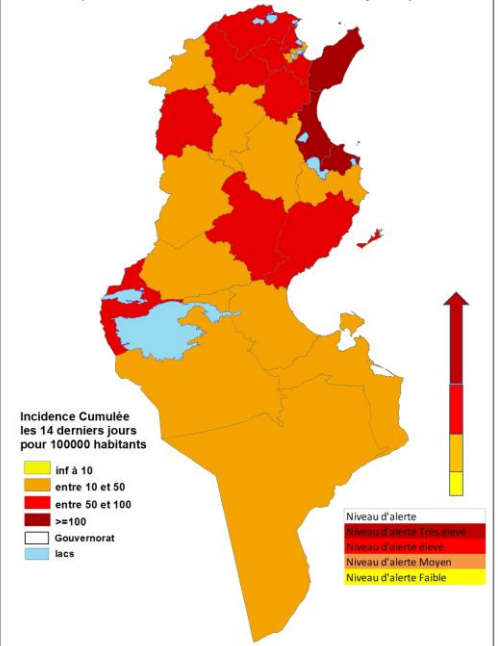 Incidence Cumulée
les 14 derniers jours
pour 100000 habitants
inf à 10
entre 10 et 50
entre 50 et 100
>=100
Gouvernorat
lacs
Niveau d'alerte
Niveau d'alerte Très élevé
Niveau d'alerte élevé
Niveau d'alerte Moyen
Niveau d'alerte Faible